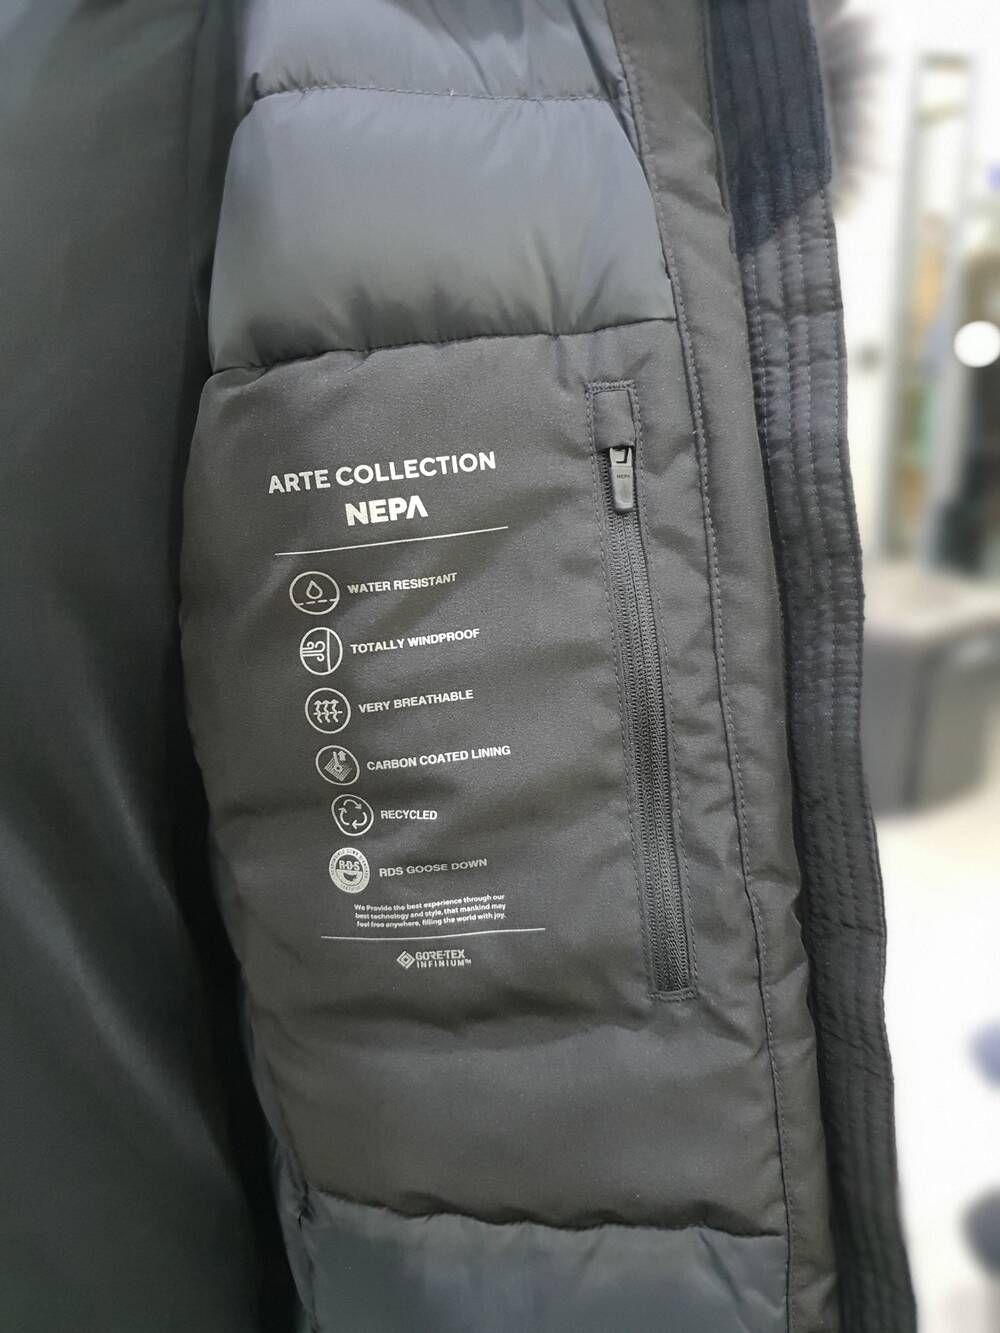 ARTE COLLECTION
NEPA
NEPA
WATER RESISTANT
TOTALLY WINDPROOF
VERY BREATHABLE
CARBON COATED LINING
RECYCLED
R·D·S
RDS GOOSE DOWN
We Provide the best experience through our
best technology and style, that mankind may
feel free anywhere, filling the world with joy.
GORE-TEX
INFINIUM™